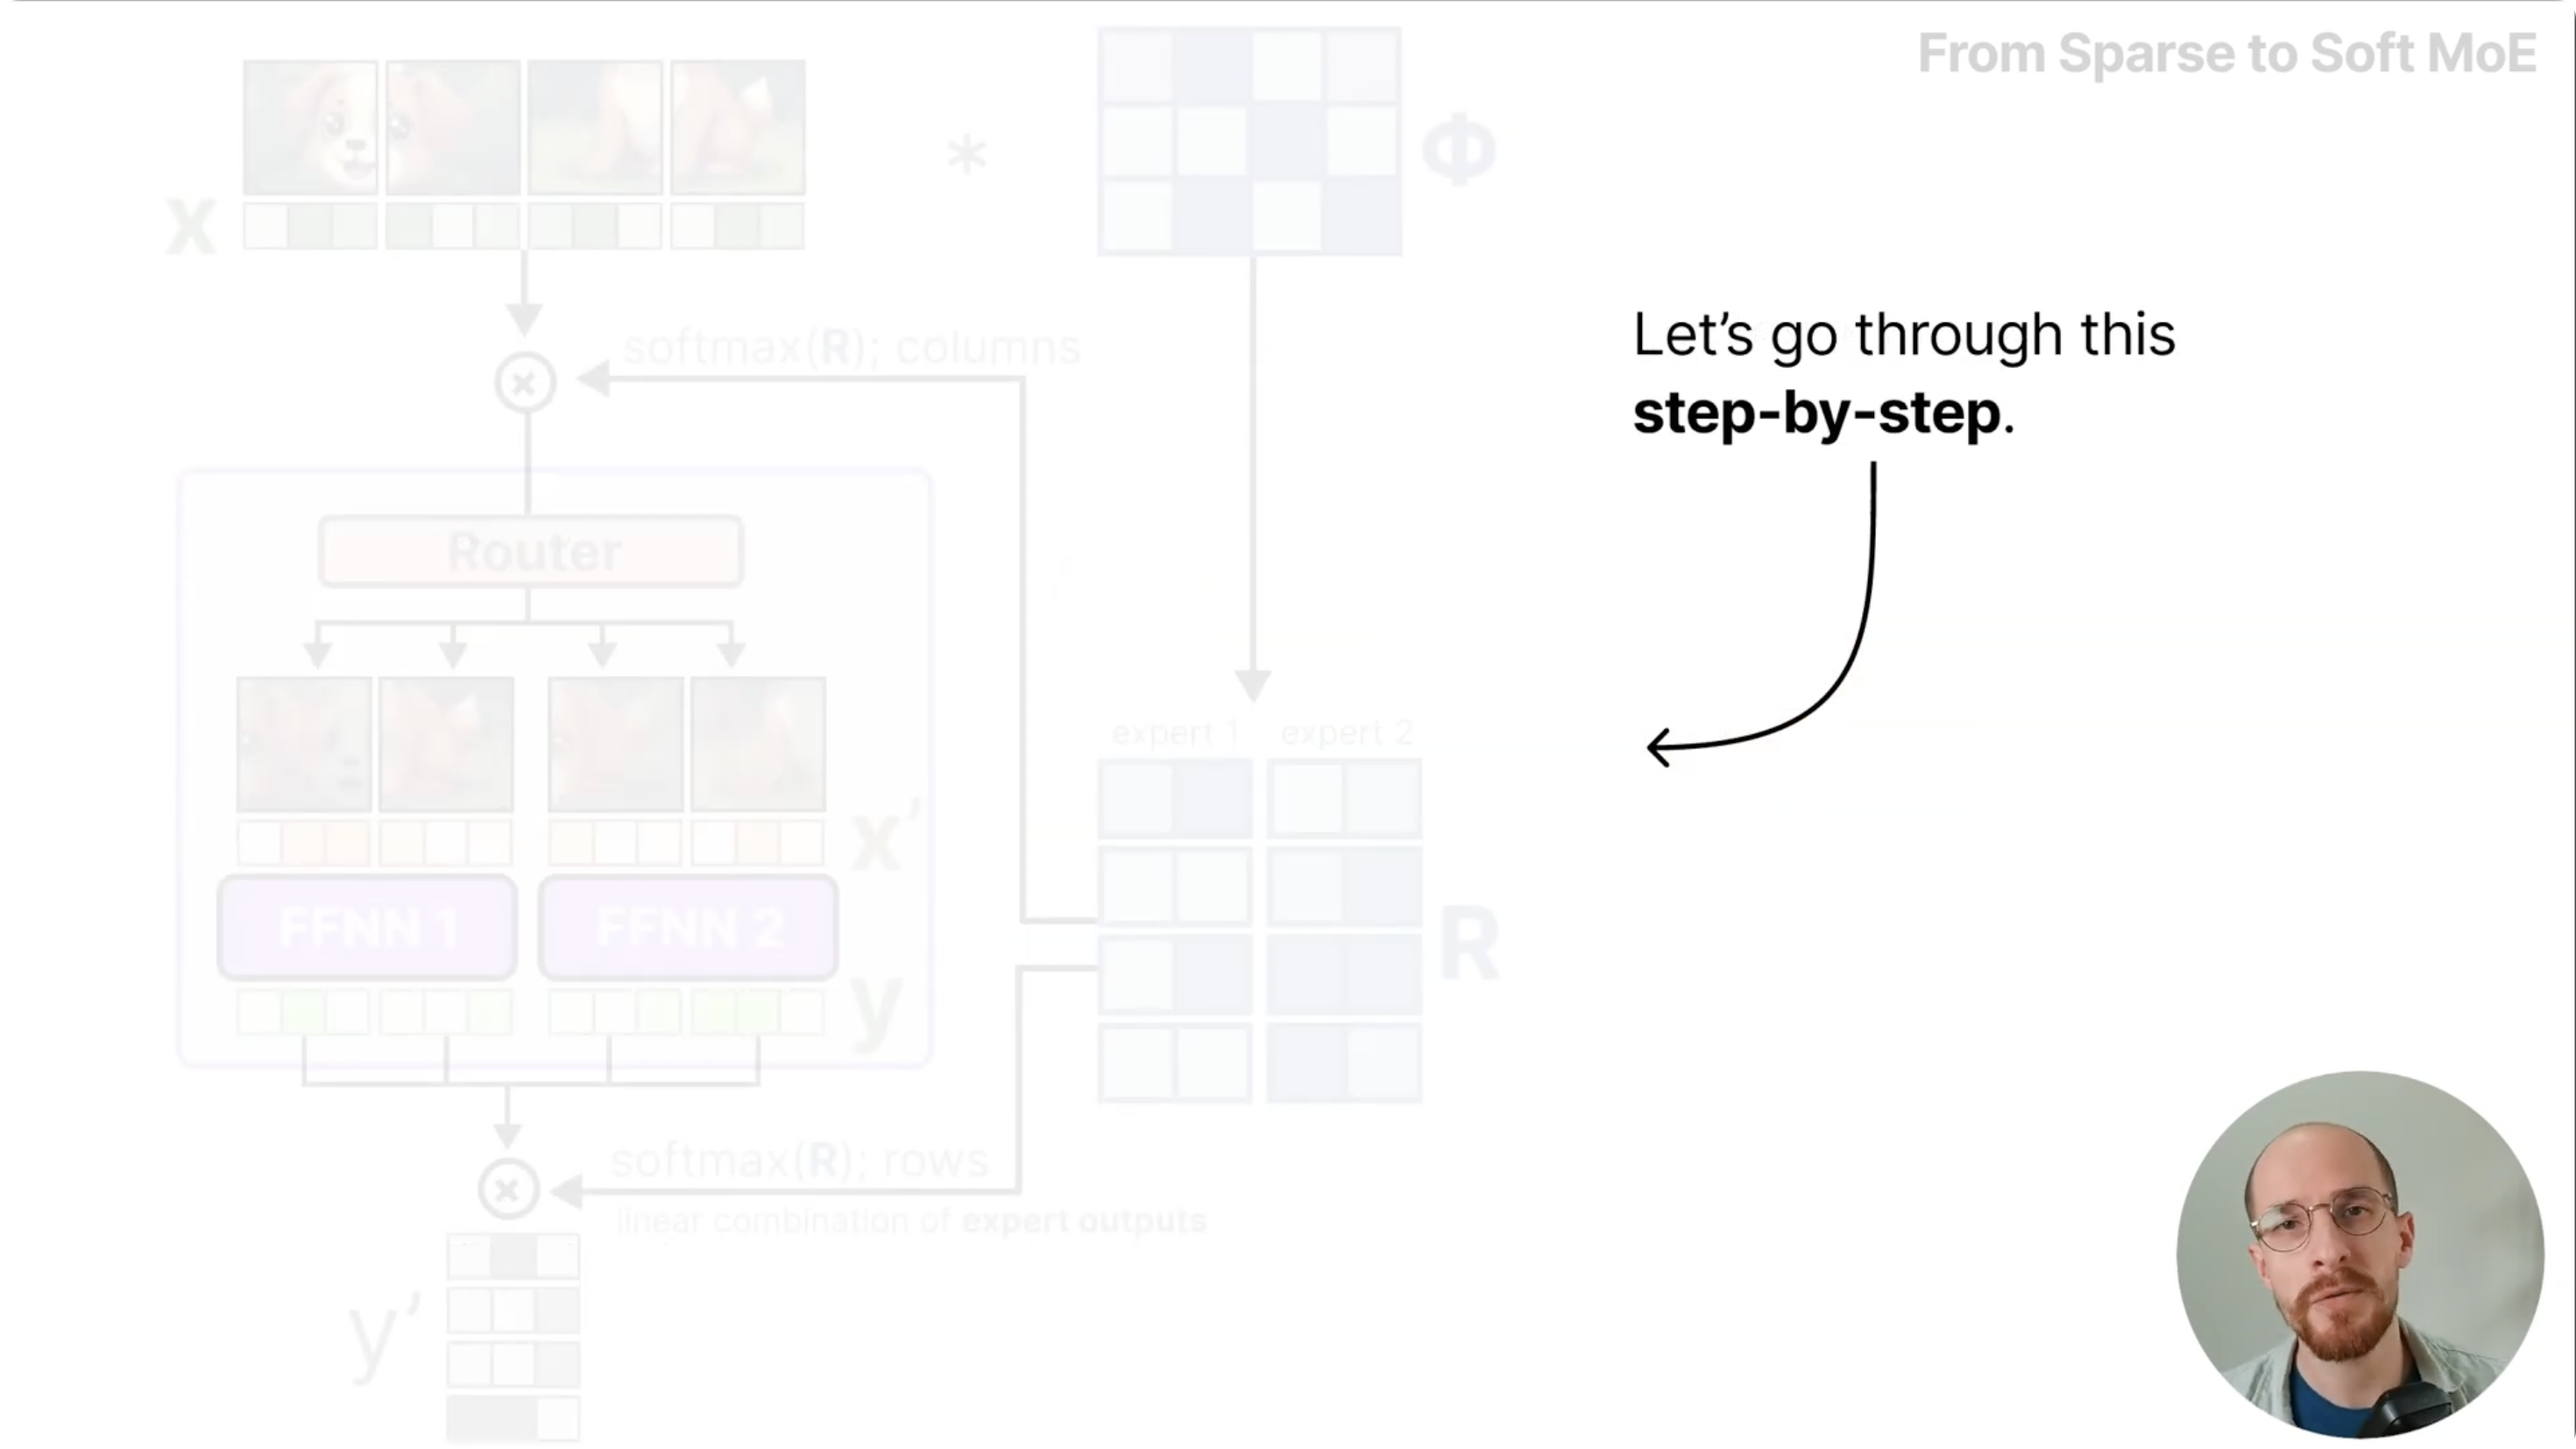 From Sparse to Soft MoE
x
*
Φ
softmax(R); columns
Let’s go through this
step-by-step.
Router
expert 1
expert 2
x’
FFNN 1
FFNN 2
R
y
softmax(R); rows
linear combination of expert outputs
y’